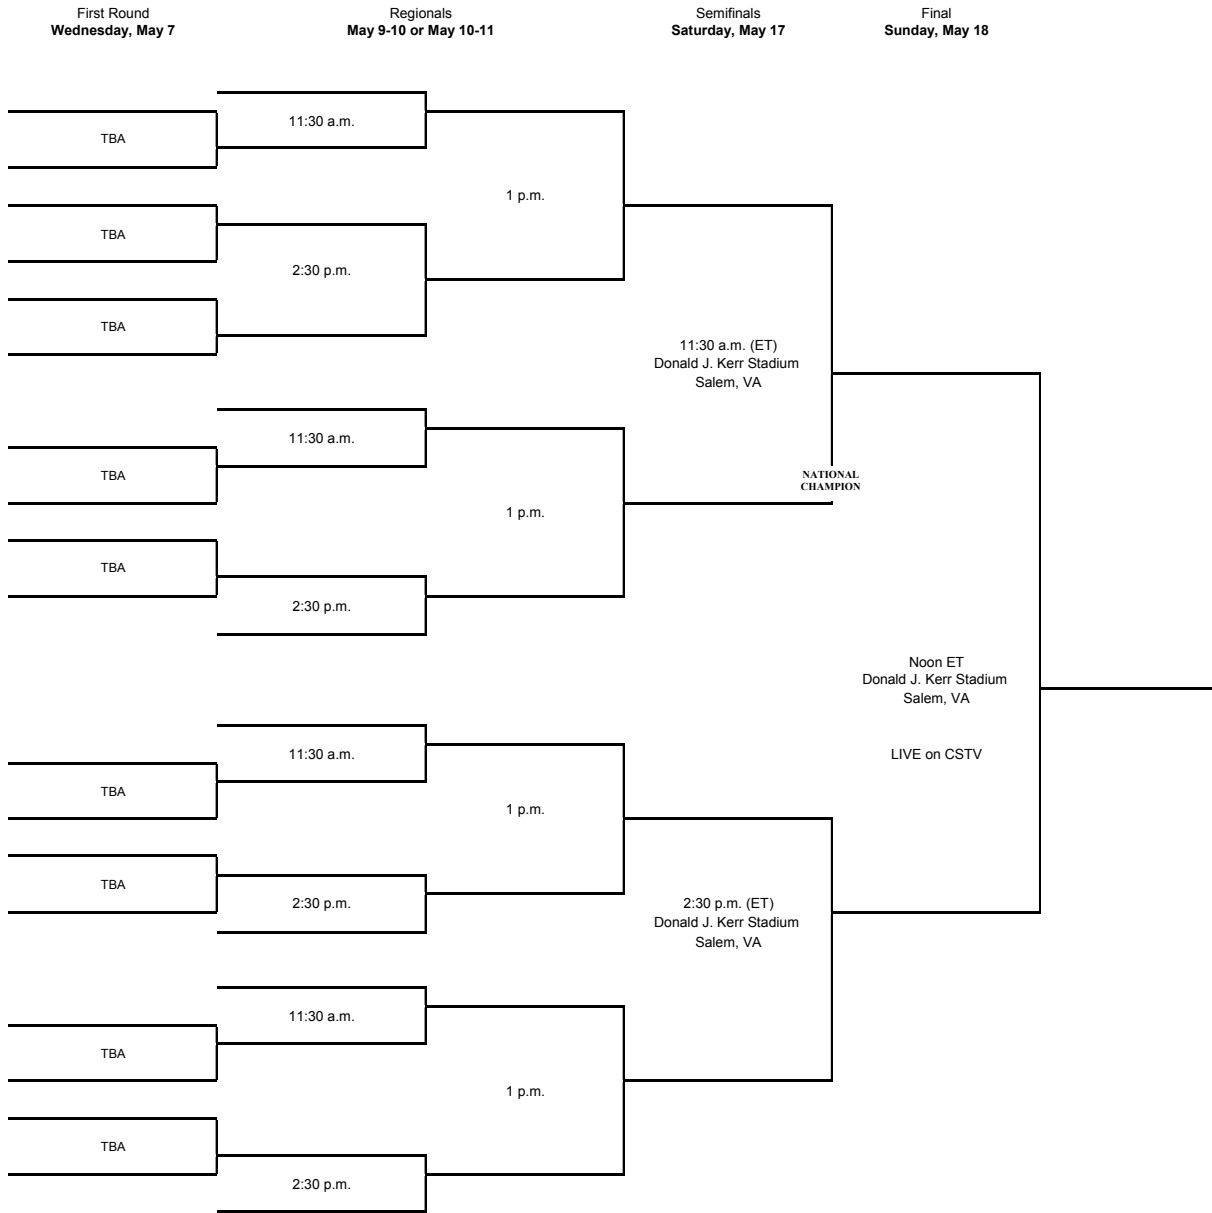 First Round
Wednesday, May 7
Regionals
May 9-10 or May 10-11
Semifinals
Saturday, May 17
Final
Sunday, May 18
11:30 a.m.
TBA
1 p.m.
TBA
2:30 p.m.
TBA
11:30 a.m. (ET)
Donald J. Kerr Stadium
Salem, VA
11:30 a.m.
TBA
NATIONAL
CHAMPION
1 p.m.
TBA
2:30 p.m.
Noon ET
Donald J. Kerr Stadium
Salem, VA
LIVE on CSTV
11:30 a.m.
TBA
1 p.m.
TBA
2:30 p.m.
2:30 p.m. (ET)
Donald J. Kerr Stadium
Salem, VA
11:30 a.m.
TBA
1 p.m.
TBA
2:30 p.m.